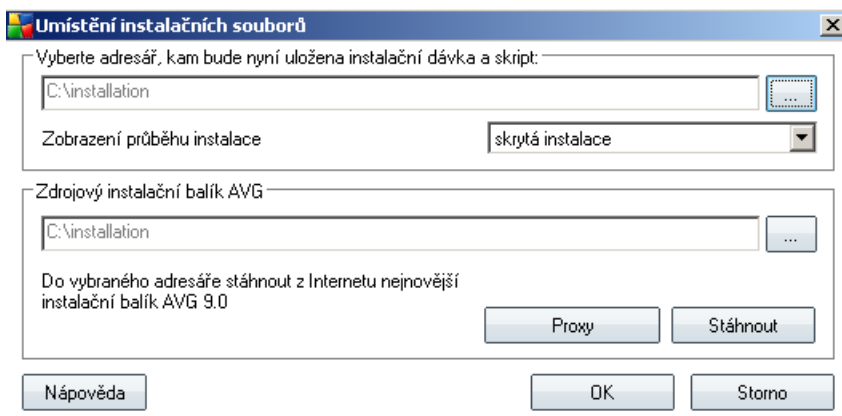 Umístění instalačních souborů
Vyberte adresář, kam bude nyní uložena instalační dávka a skript:
C:\installation
...
Zobrazení průběhu instalace
skrytá instalace
Zdrojový instalační balík AVG
C:\installation
...
Do vybraného adresáře stáhnout z Internetu nejnovější
instalační balík AVG 9.0
Proxy
Stáhnout
Nápověda
OK
Storno